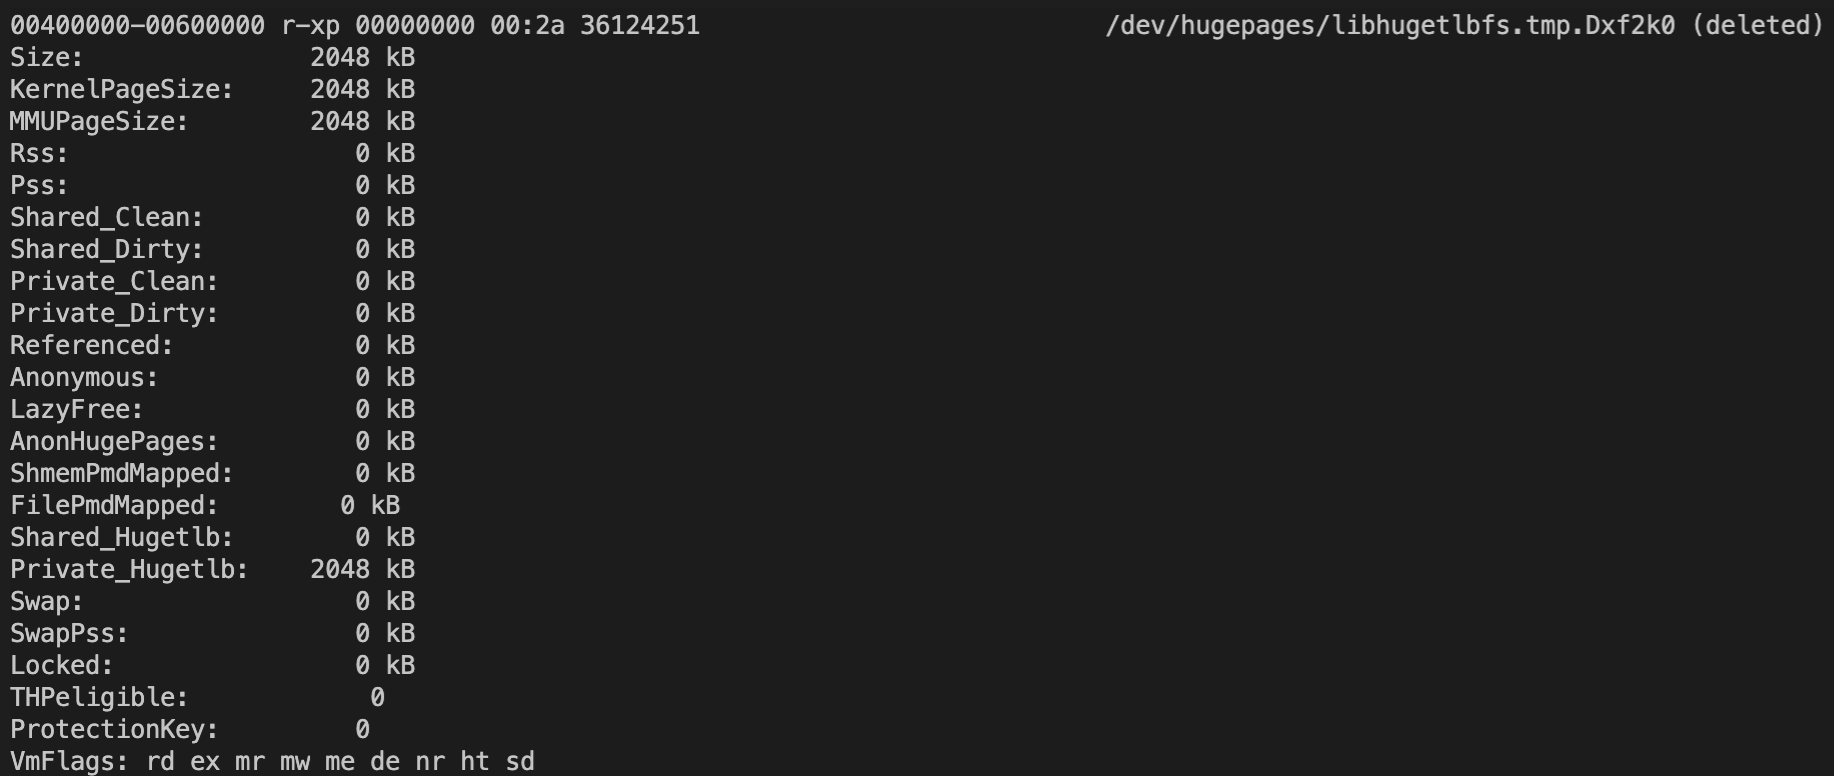 00400000-00600000 r-xp 00000000 00:2a 36124251                           /dev/hugepages/libhugetlbfs.tmp.Dxf2k0 (deleted)
Size:               2048 kB
KernelPageSize:     2048 kB
MMUPageSize:        2048 kB
Rss:                   0 kB
Pss:                   0 kB
Shared_Clean:          0 kB
Shared_Dirty:          0 kB
Private_Clean:         0 kB
Private_Dirty:         0 kB
Referenced:            0 kB
Anonymous:             0 kB
LazyFree:              0 kB
AnonHugePages:         0 kB
ShmemPmdMapped:        0 kB
FilePmdMapped:        0 kB
Shared_Hugetlb:        0 kB
Private_Hugetlb:    2048 kB
Swap:                  0 kB
SwapPss:               0 kB
Locked:                0 kB
THPeligible:            0
ProtectionKey:         0
VmFlags: rd ex mr mw me de nr ht sd